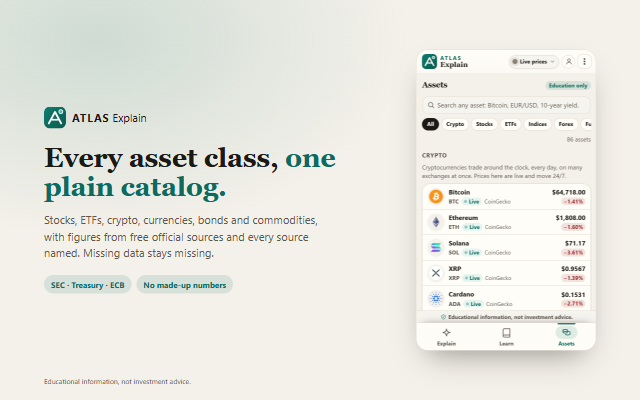 ATLAS Explain
Every asset class, one
plain catalog.
Stocks, ETFs, crypto, currencies, bonds and commodities,
with figures from free official sources and every source
named. Missing data stays missing.
SEC · Treasury · ECB
No made-up numbers
Educational information, not investment advice.
ATLAS
Explain
Live prices
Assets
Education only
Search any asset: Bitcoin, EUR/USD, 10-year yield.
All
Crypto
Stocks
ETFs
Indices
Forex
Fu
86 assets
CRYPTO
Cryptocurrencies trade around the clock, every day, on many
exchanges at once. Prices here are live and move 24/7.
Bitcoin $64,718.00
BTC Live CoinGecko −1.41%
Ethereum $1,808.00
ETH Live CoinGecko −1.60%
Solana $71.17
SOL Live CoinGecko −3.61%
XRP $0.9567
XRP Live CoinGecko −1.29%
Cardano $0.1531
ADA Live CoinGecko −2.71%
Educational information, not investment advice.
Explain
Learn
Assets